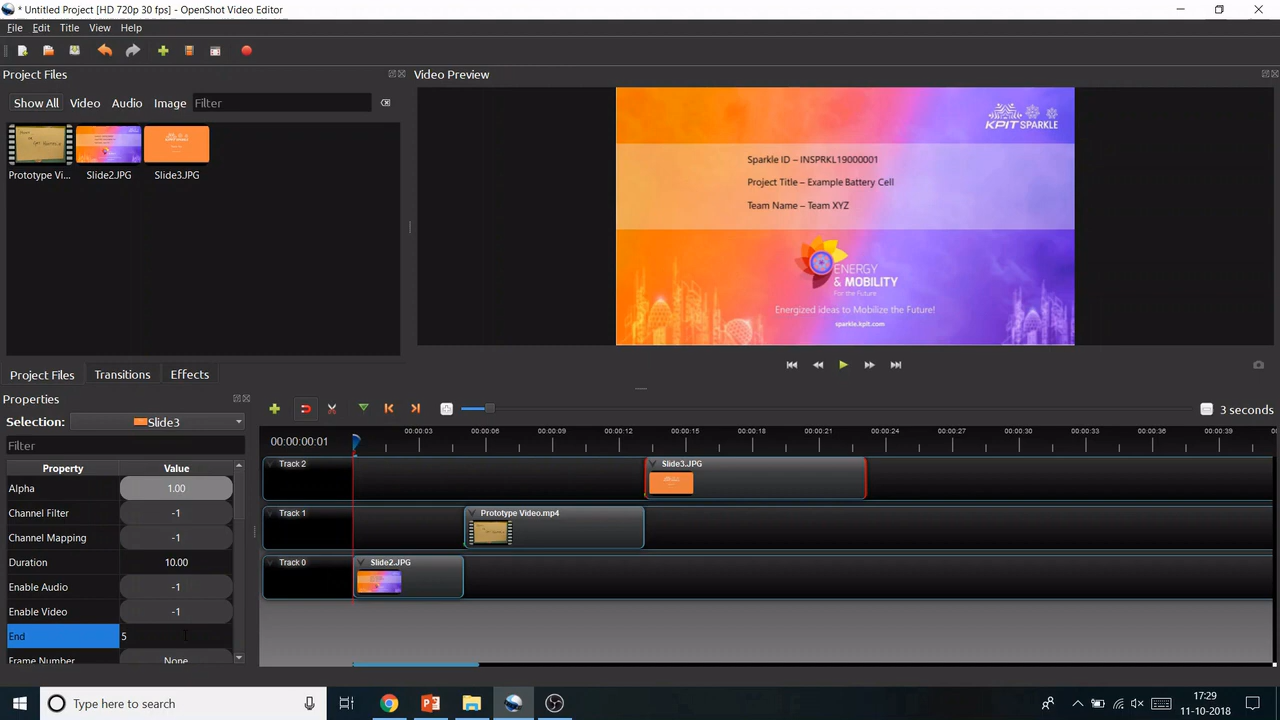 * Untitled Project [HD 720p 30 fps] - OpenShot Video Editor
File Edit Title View Help
Project Files
Video Preview
Show All Video Audio Image Filter
Prototype Vi... Slide2.JPG Slide3.JPG
KPIT SPARKLE
Sparkle ID – INSPRKL19000001
Project Title – Example Battery Cell
Team Name – Team XYZ
ENERGY
& MOBILITY
For the Future
Energized ideas to Mobilize the Future!
sparkle.kpit.com
Project Files Transitions Effects
Properties
Selection: Slide3
Filter
Property Value
Alpha 1.00
Channel Filter -1
Channel Mapping -1
Duration 10.00
Enable Audio -1
Enable Video -1
End 5
Frame Number None
3 seconds
00:00:00:01
00:00:03 00:00:06 00:00:09 00:00:12 00:00:15 00:00:18 00:00:21 00:00:24 00:00:27 00:00:30 00:00:33 00:00:36 00:00:39
Track 2 Slide3.JPG
Track 1 Prototype Video.mp4
Track 0 Slide2.JPG
Type here to search
17:29
11-10-2018